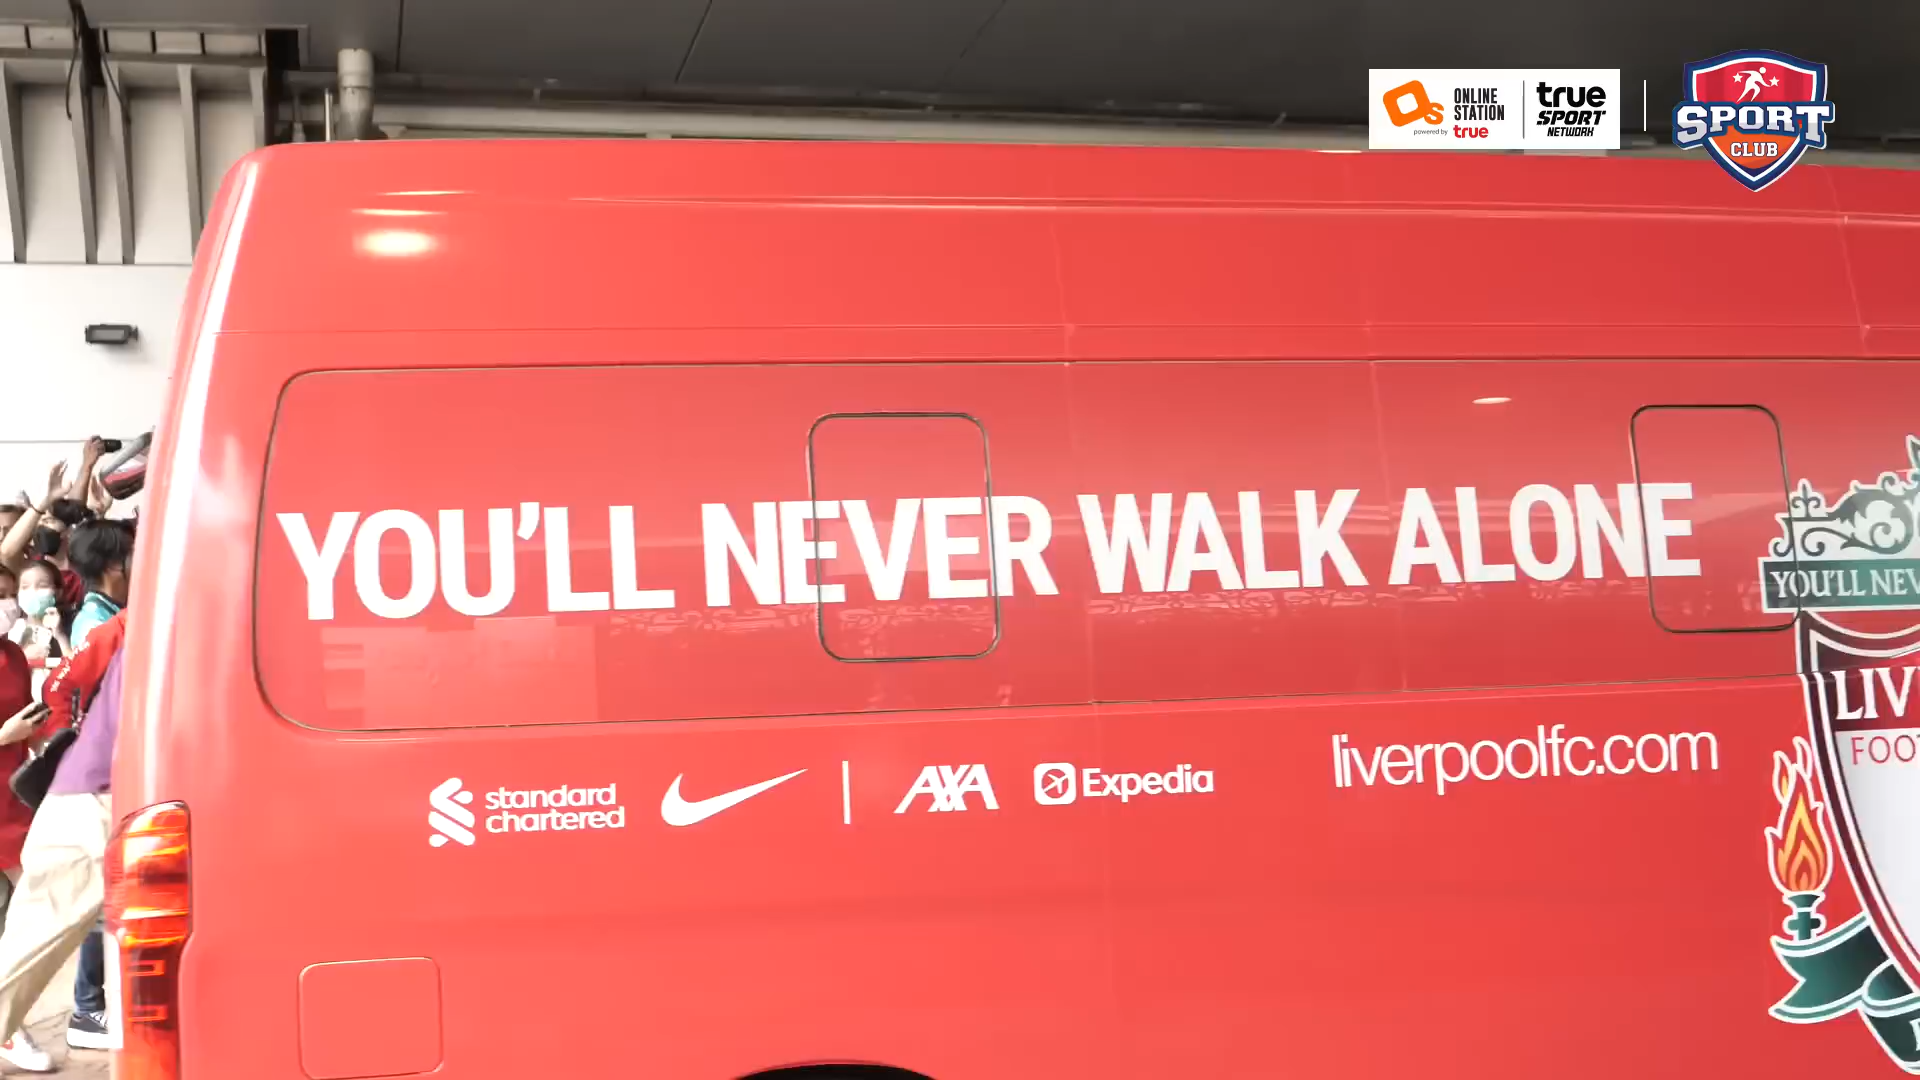 ONLINE
STATION
powered by true
true
SPORT
NETWORK
SPORT
CLUB
YOU'LL NEVER WALK ALONE
YOU'LL NEV
LIV
FOOT
standard
chartered
AXA
Expedia
liverpoolfc.com